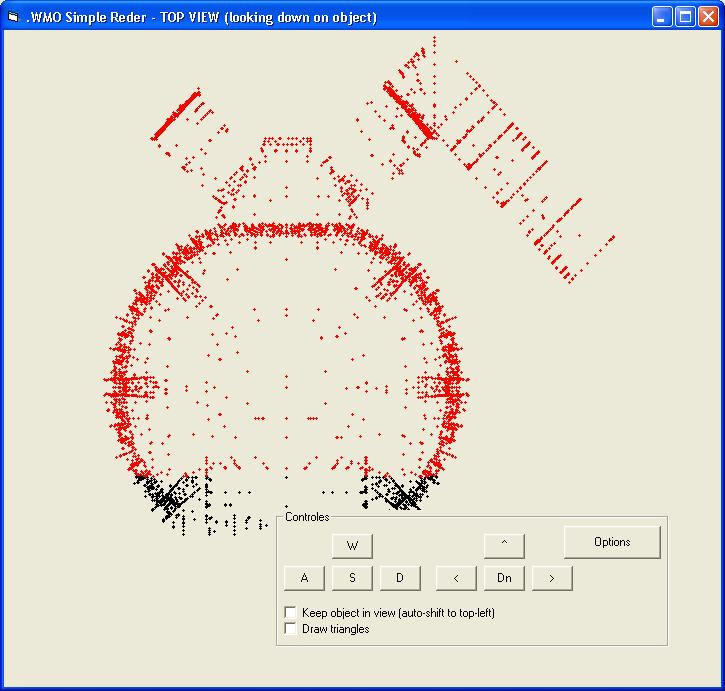 .WMO Simple Reder - TOP VIEW (looking down on object)
Controles
W ^ Options
A S D < Dn >
Keep object in view (auto-shift to top-left)
Draw triangles